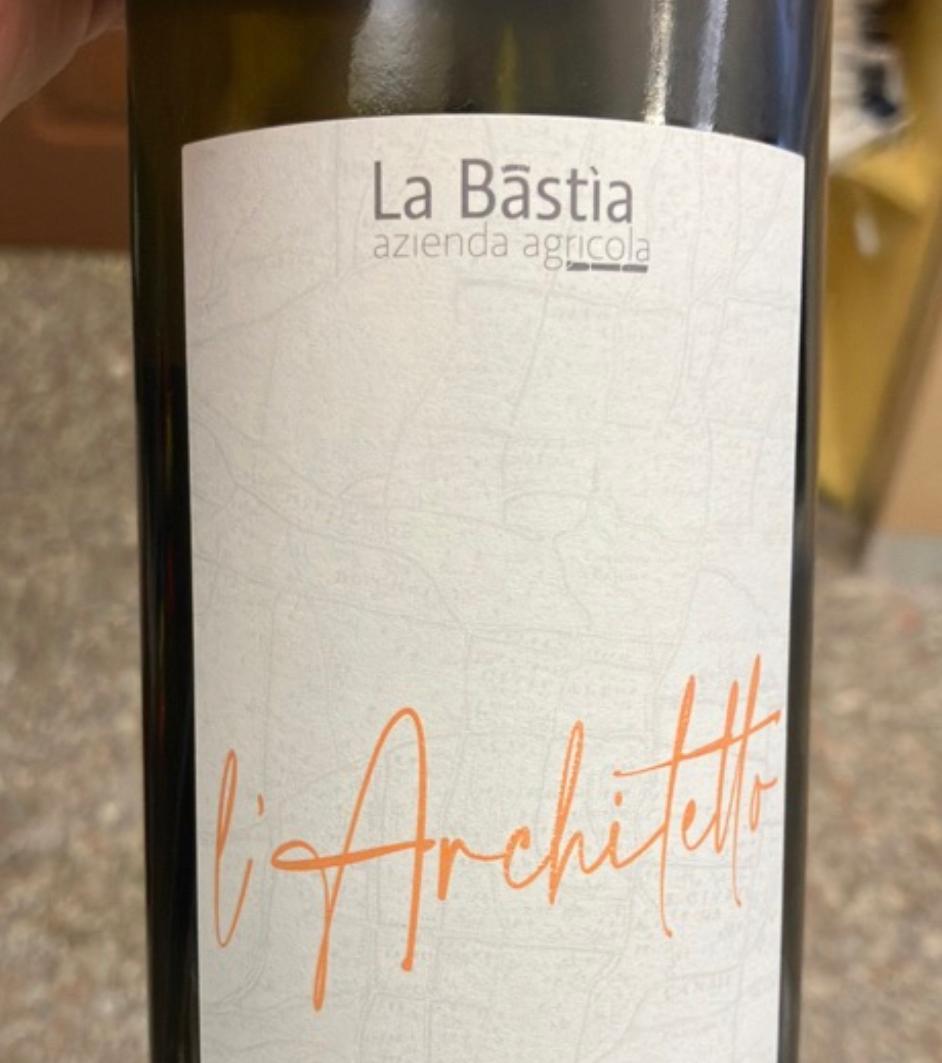 La Bāstìa
azienda agricola
l'Architetto